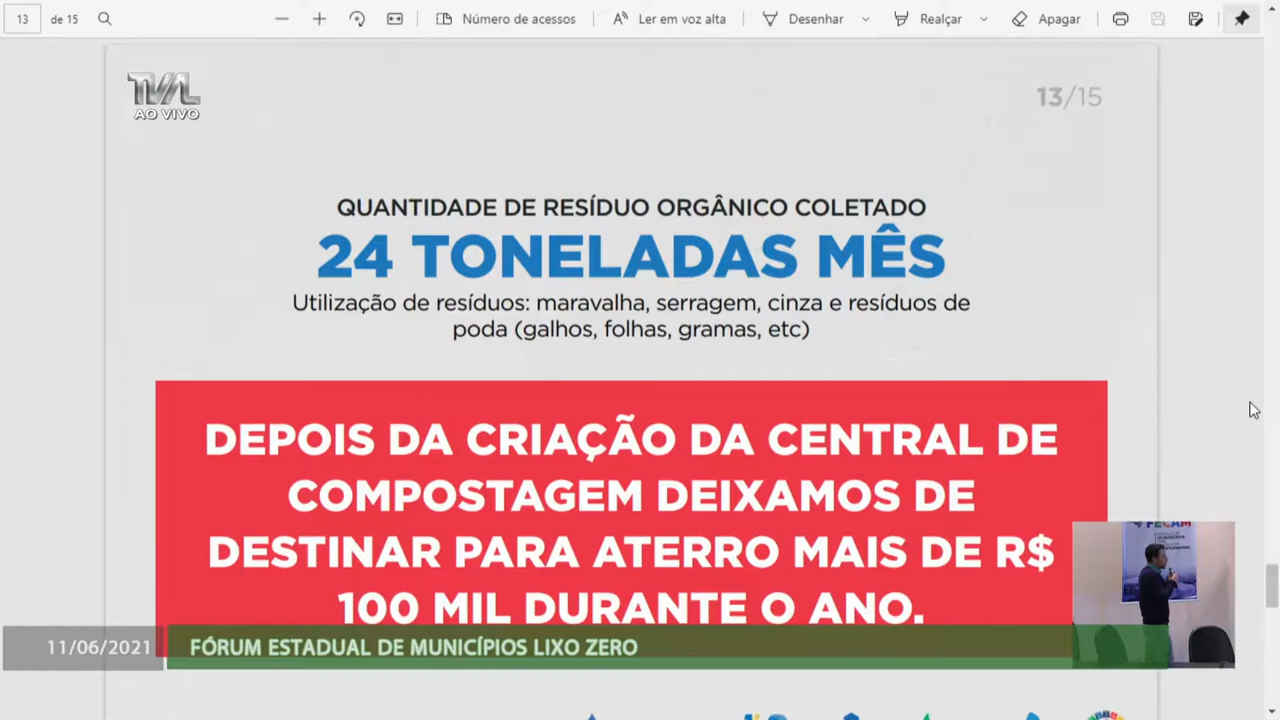 13 de 15
Número de acessos
Ler em voz alta
Desenhar
Realçar
Apagar
TVAL
AO VIVO
13/15
QUANTIDADE DE RESÍDUO ORGÂNICO COLETADO
24 TONELADAS MÊS
Utilização de resíduos: maravalha, serragem, cinza e resíduos de
poda (galhos, folhas, gramas, etc)
DEPOIS DA CRIAÇÃO DA CENTRAL DE
COMPOSTAGEM DEIXAMOS DE
DESTINAR PARA ATERRO MAIS DE R$
100 MIL DURANTE O ANO.
FECAM
11/06/2021
FÓRUM ESTADUAL DE MUNICÍPIOS LIXO ZERO